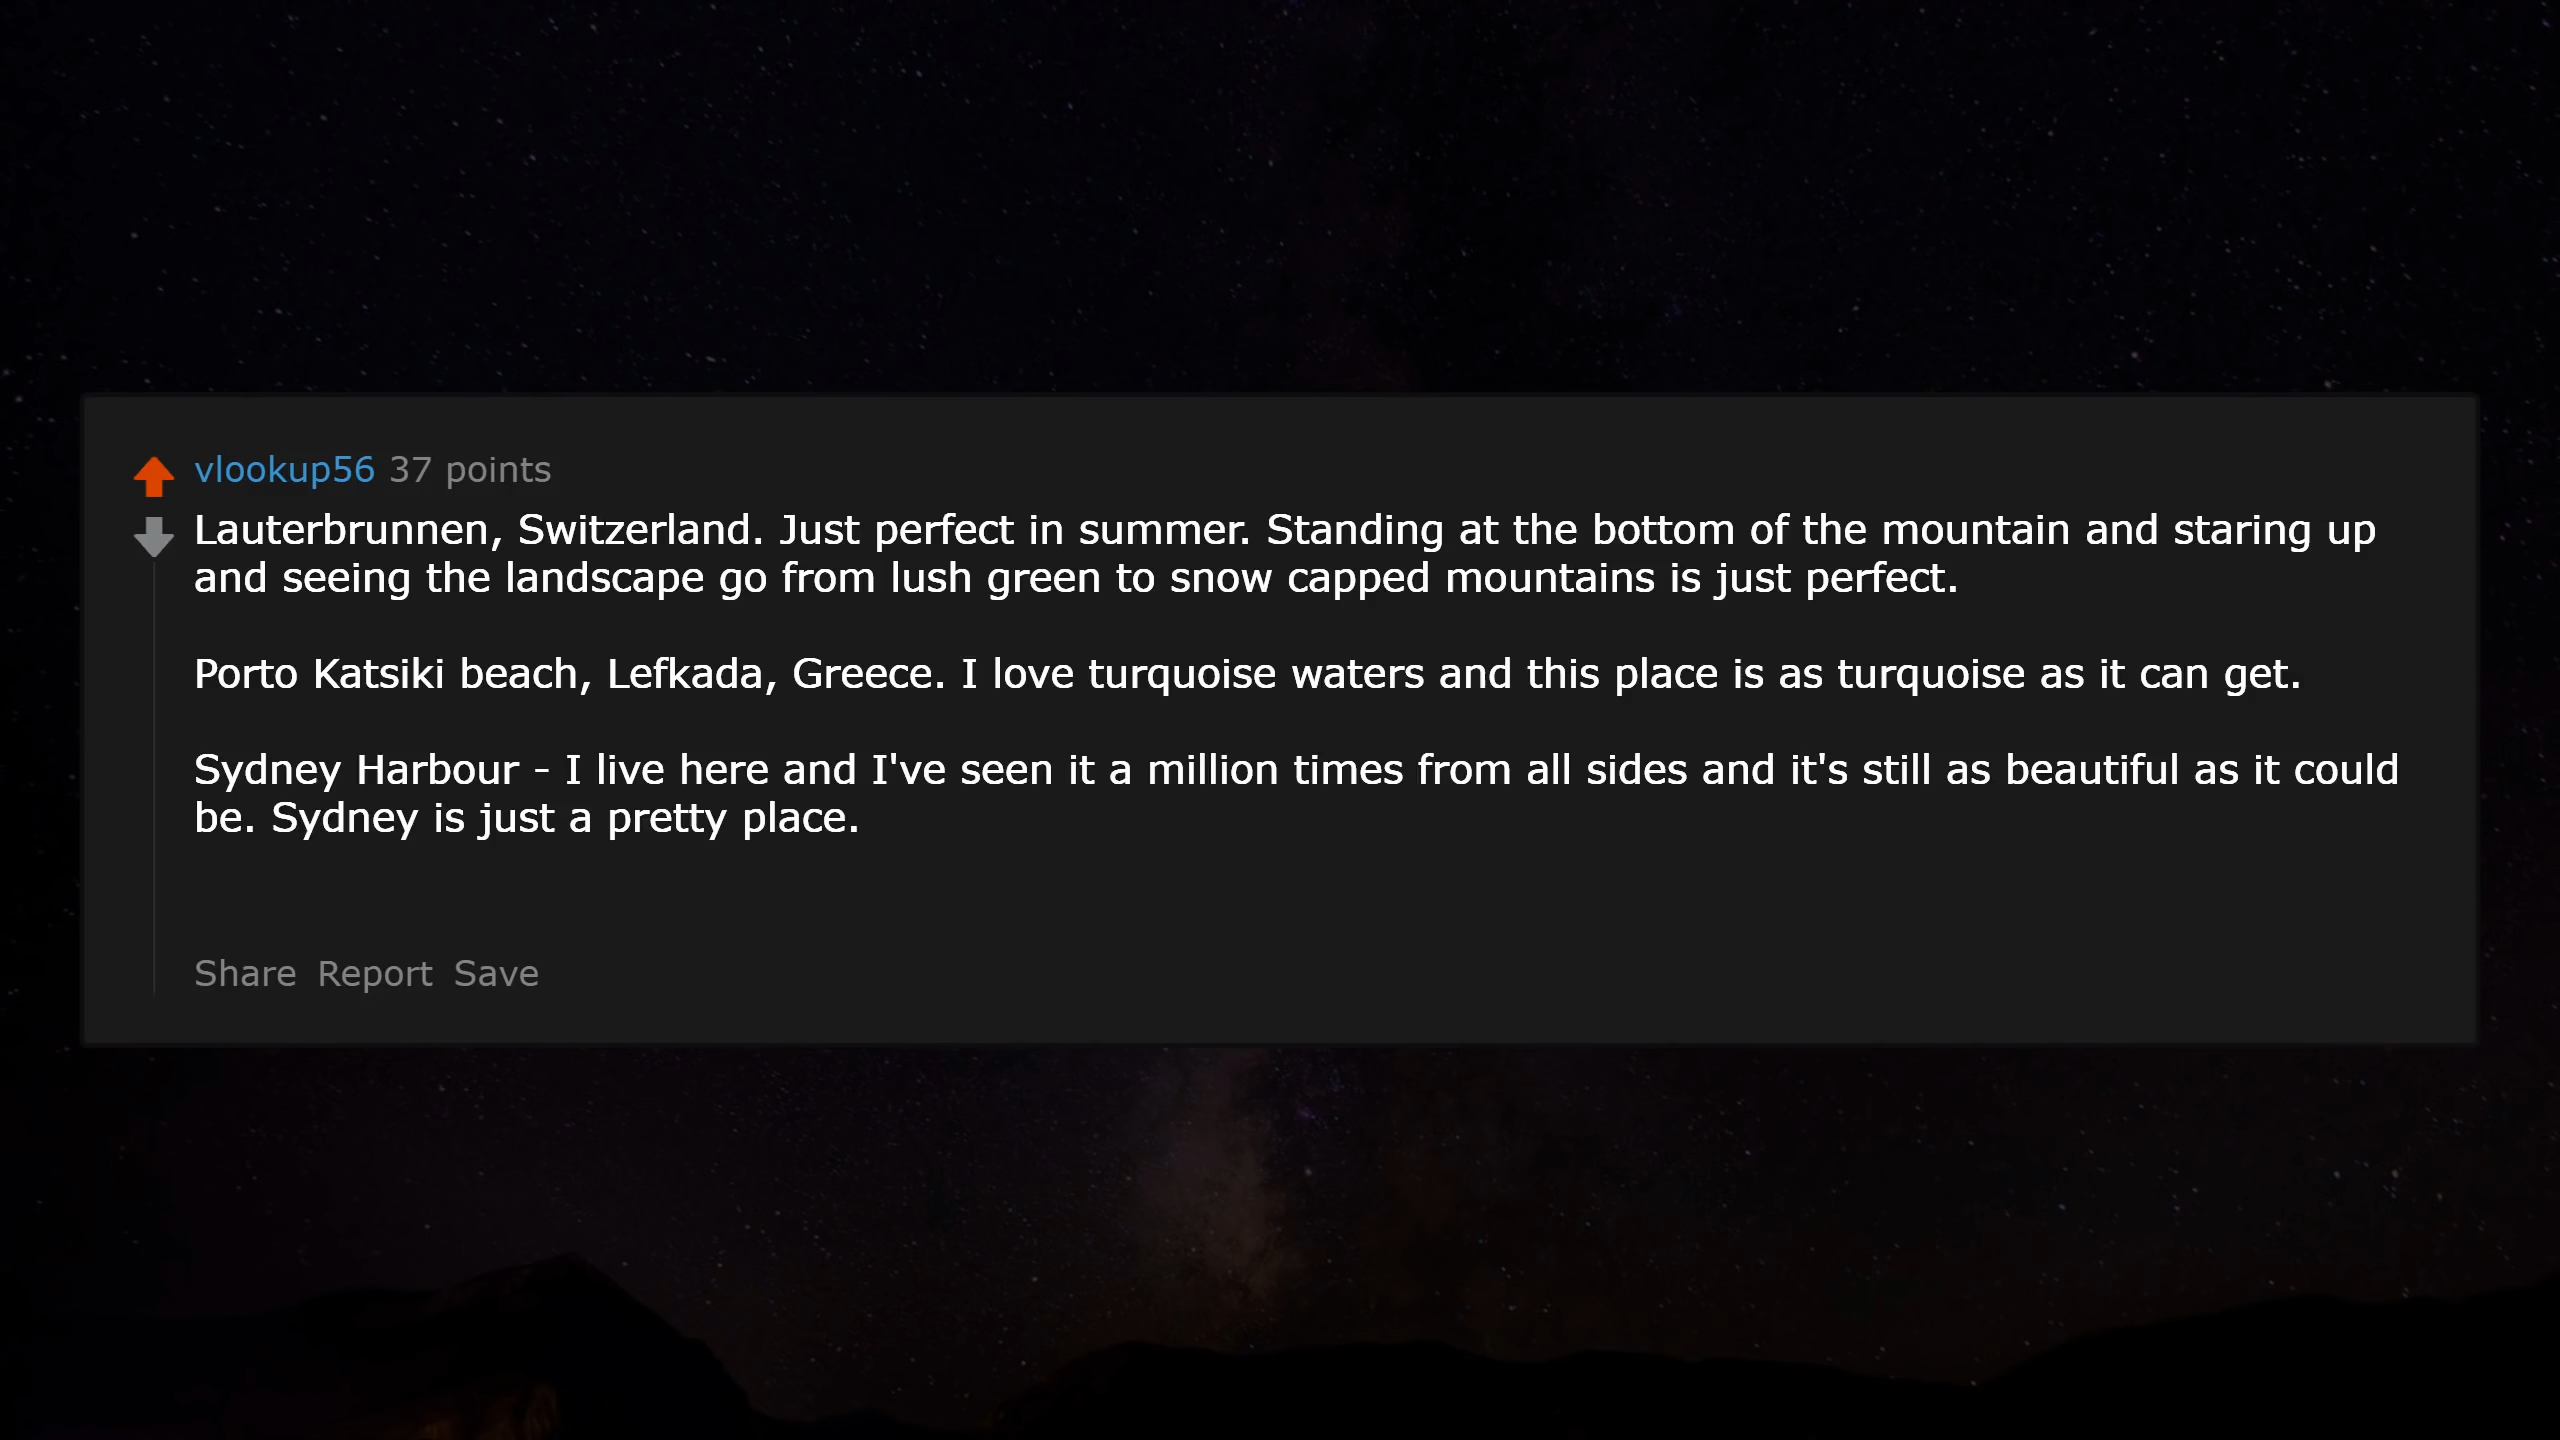 vlookup56 37 points
Lauterbrunnen, Switzerland. Just perfect in summer. Standing at the bottom of the mountain and staring up
and seeing the landscape go from lush green to snow capped mountains is just perfect.
Porto Katsiki beach, Lefkada, Greece. I love turquoise waters and this place is as turquoise as it can get.
Sydney Harbour - I live here and I've seen it a million times from all sides and it's still as beautiful as it could
be. Sydney is just a pretty place.
Share Report Save